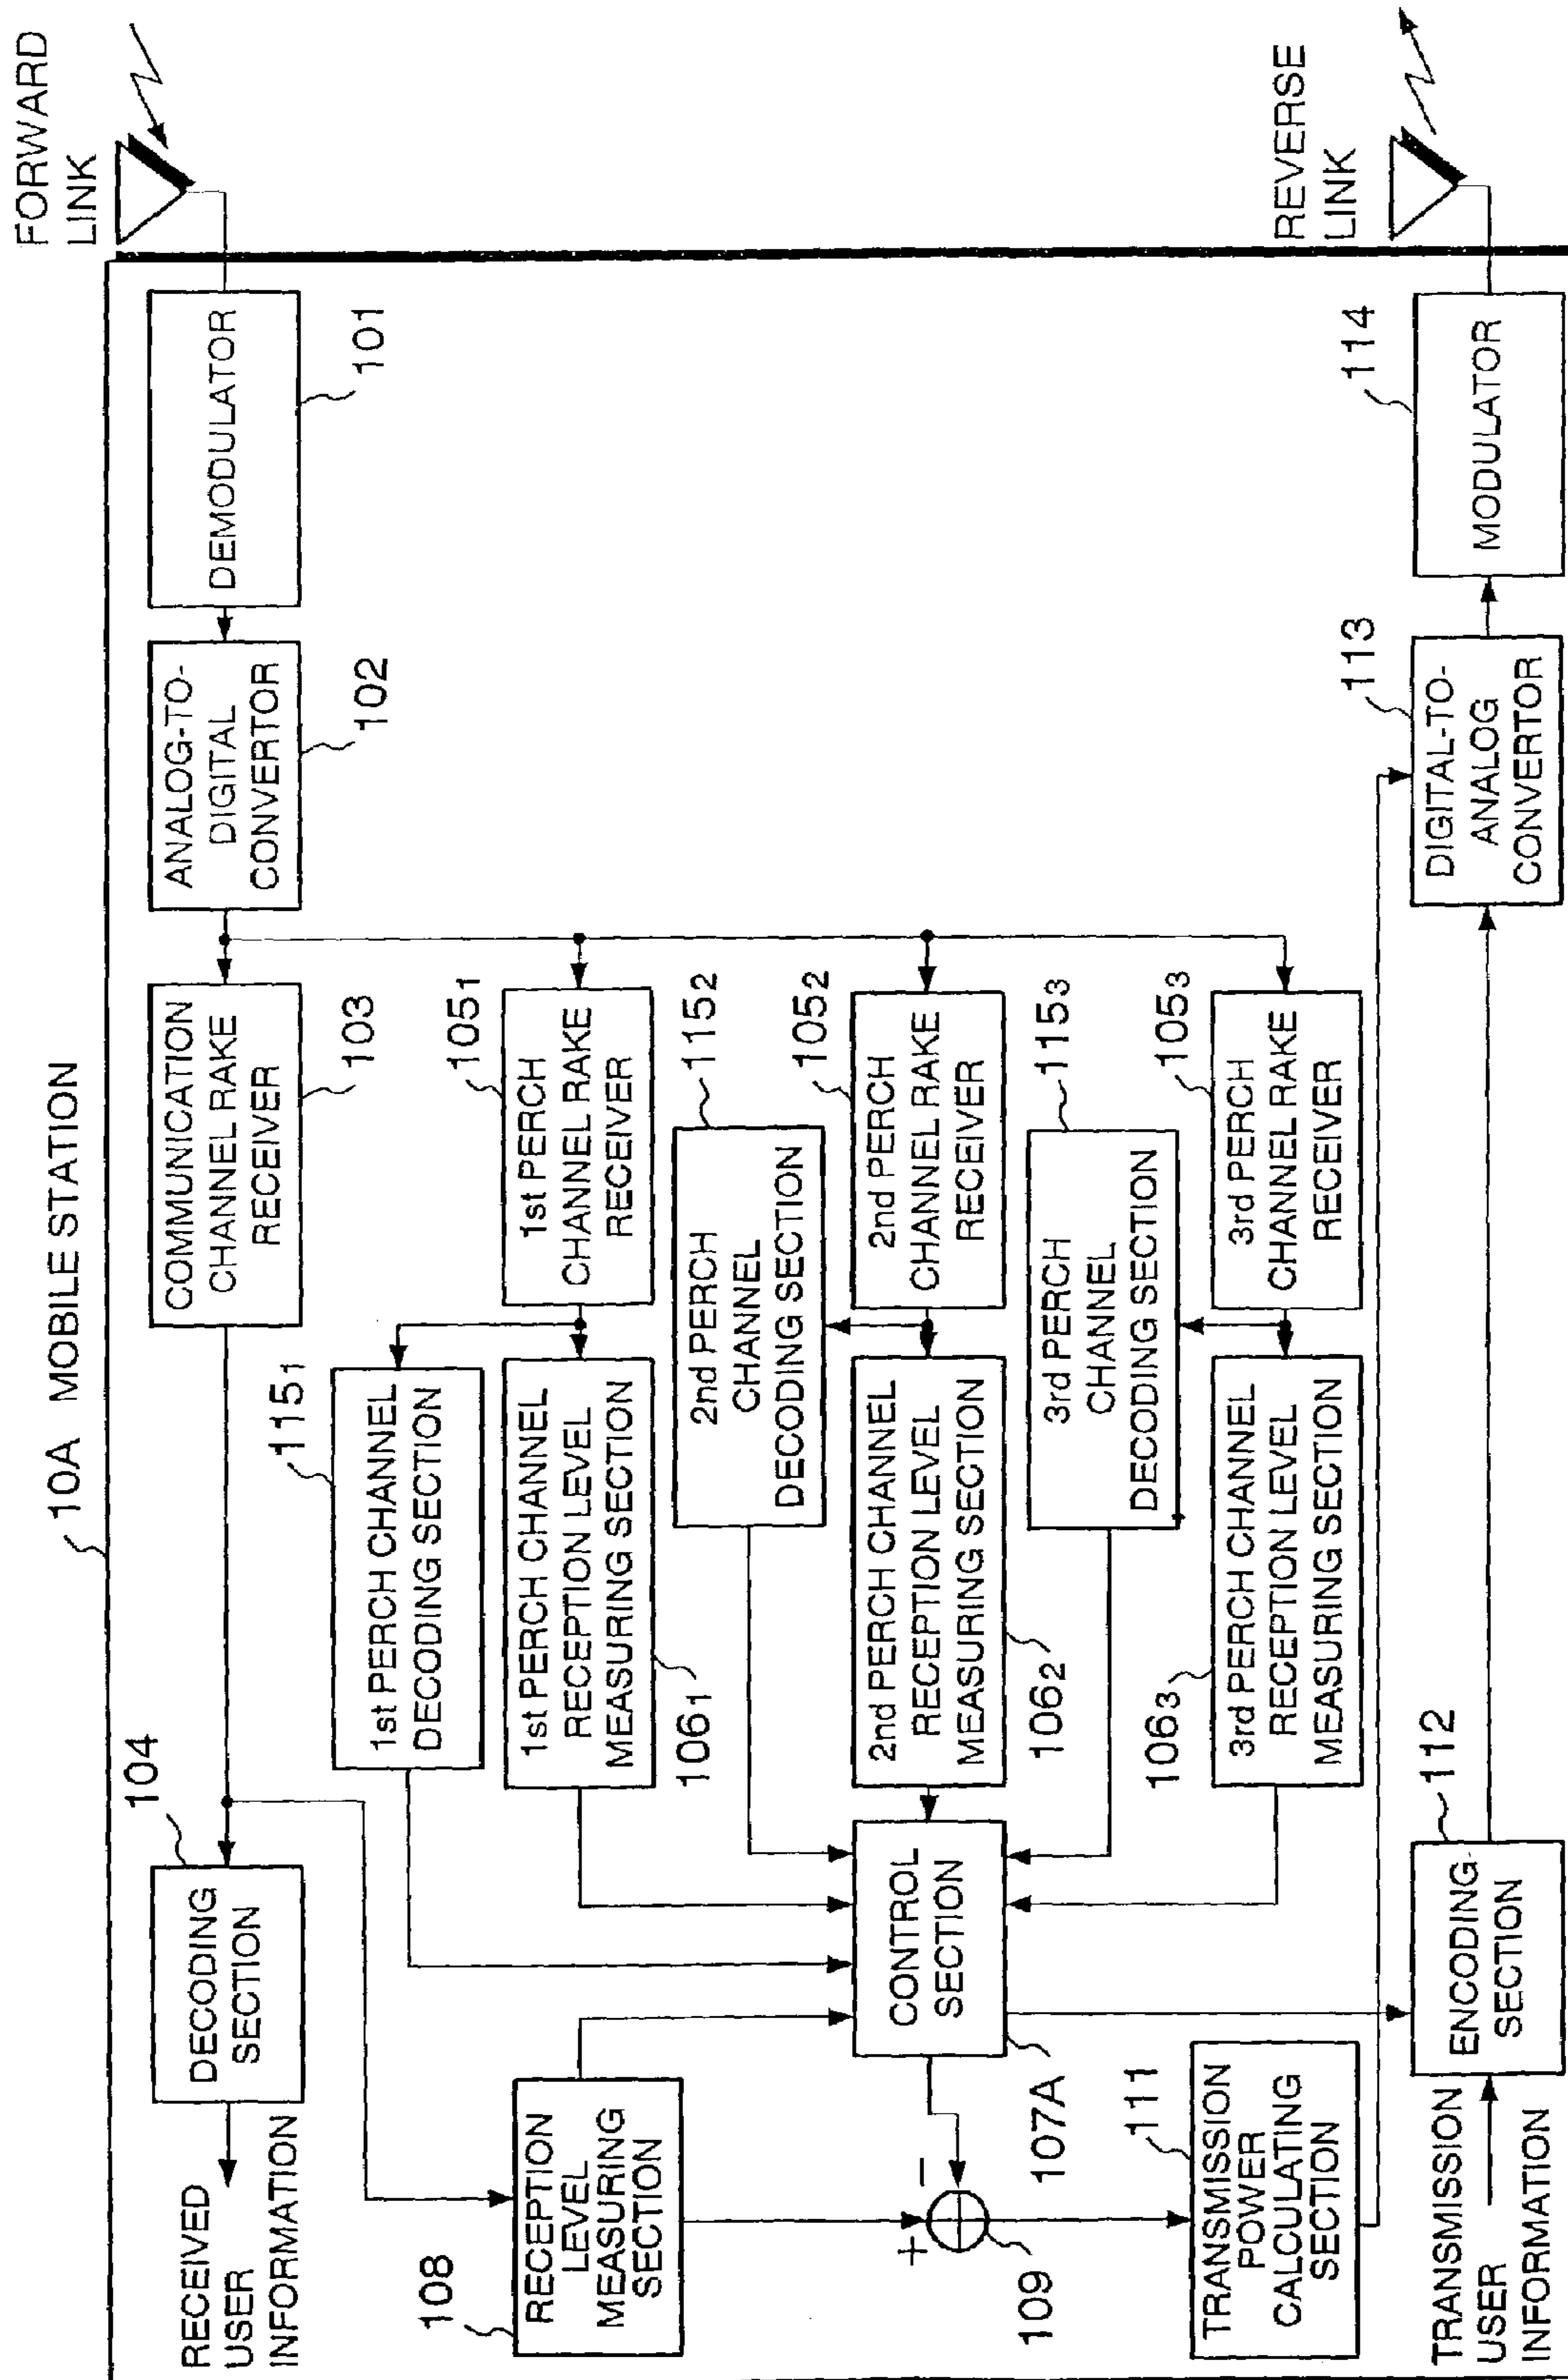 10A MOBILE STATION
FORWARD
LINK
RECEIVED
USER
INFORMATION
104
DECODING
SECTION
COMMUNICATION
CHANNEL RAKE
RECEIVER
103
ANALOG-TO-
DIGITAL
CONVERTOR
102
DEMODULATOR
101
115₁
1st PERCH CHANNEL
DECODING SECTION
105₁
1st PERCH
CHANNEL RAKE
RECEIVER
1st PERCH CHANNEL
RECEPTION LEVEL
MEASURING SECTION
106₁
108
RECEPTION
LEVEL
MEASURING
SECTION
115₂
2nd PERCH
CHANNEL
DECODING SECTION
105₂
2nd PERCH
CHANNEL RAKE
RECEIVER
2nd PERCH CHANNEL
RECEPTION LEVEL
MEASURING SECTION
106₂
CONTROL
SECTION
107A
+
−
109
115₃
3rd PERCH
CHANNEL
DECODING SECTION
105₃
3rd PERCH
CHANNEL RAKE
RECEIVER
106₃
3rd PERCH CHANNEL
RECEPTION LEVEL
MEASURING SECTION
111
TRANSMISSION
POWER
CALCULATING
SECTION
TRANSMISSION
USER
INFORMATION
112
ENCODING
SECTION
113
DIGITAL-TO-
ANALOG
CONVERTOR
114
MODULATOR
REVERSE
LINK